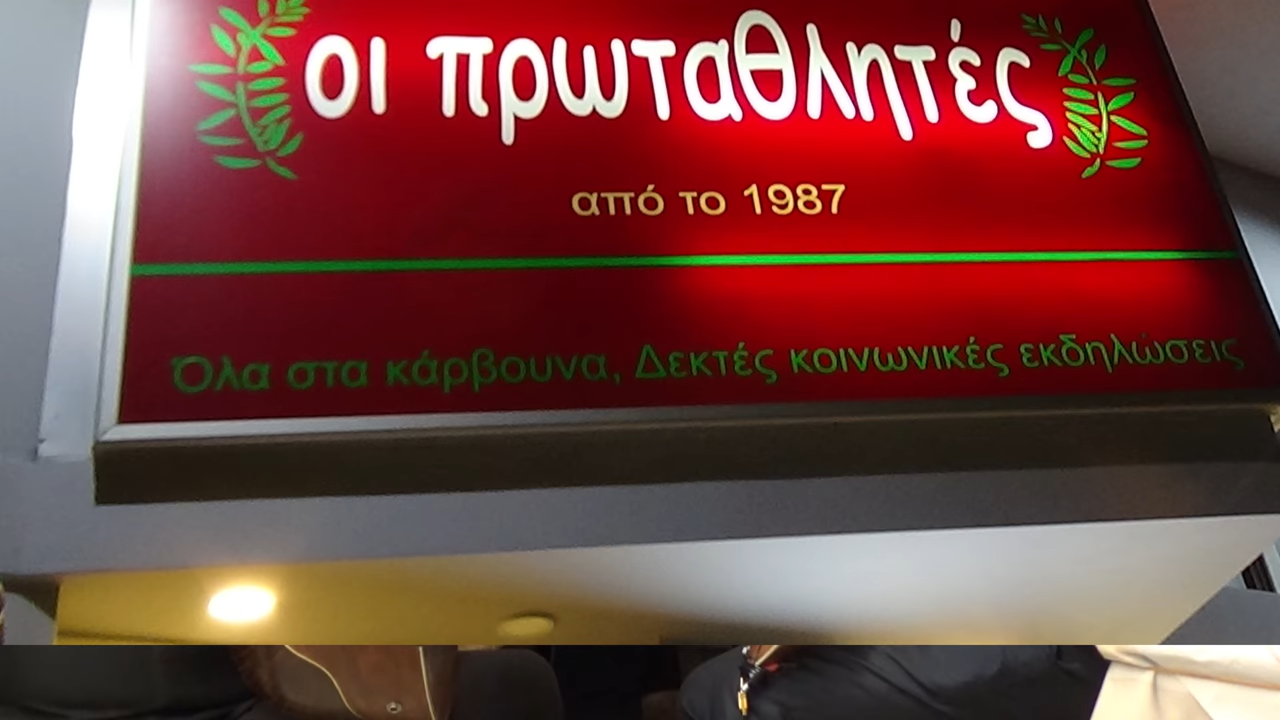 οι πρωταθλητές
από το 1987
Όλα στα κάρβουνα, Δεκτές κοινωνικές εκδηλώσεις